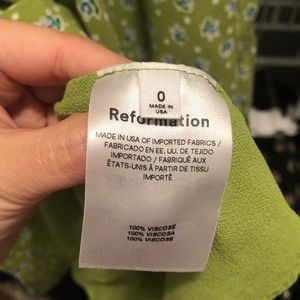 0
MADE IN
USA
Reformation
MADE IN USA OF IMPORTED FABRICS /
FABRICADO EN EE. UU. DE TEJIDO
IMPORTADO / FABRIQUÉ AUX
ÉTATS-UNIS À PARTIR DE TISSU
IMPORTÉ
100% VISCOSE
100% VISCOSA
100% VISCOSE